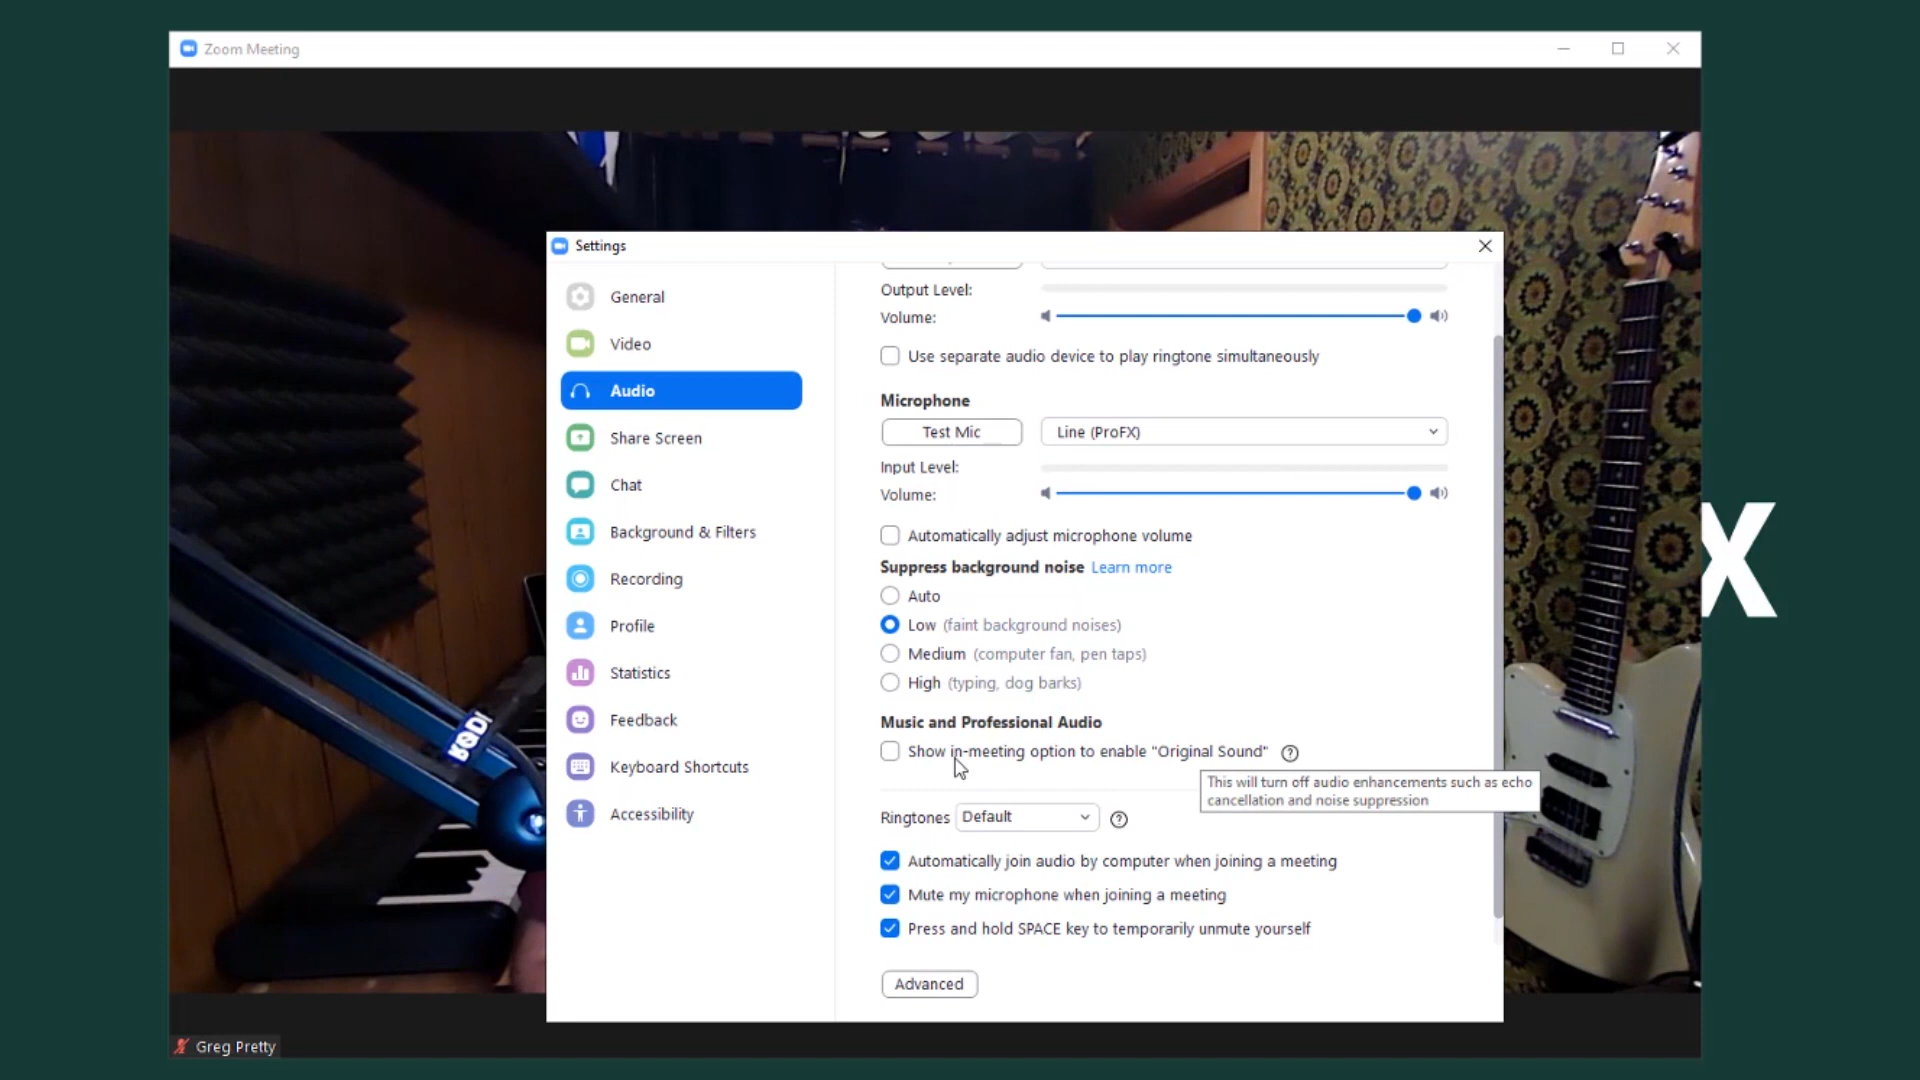 Zoom Meeting
Settings
General
Video
Audio
Share Screen
Chat
Background & Filters
Recording
Profile
Statistics
Feedback
Keyboard Shortcuts
Accessibility
Output Level:
Volume:
Use separate audio device to play ringtone simultaneously
Microphone
Test Mic
Line (ProFX)
Input Level:
Volume:
Automatically adjust microphone volume
Suppress background noise Learn more
Auto
Low (faint background noises)
Medium (computer fan, pen taps)
High (typing, dog barks)
Music and Professional Audio
Show in-meeting option to enable "Original Sound"
This will turn off audio enhancements such as echo
cancellation and noise suppression
Ringtones Default
Automatically join audio by computer when joining a meeting
Mute my microphone when joining a meeting
Press and hold SPACE key to temporarily unmute yourself
Advanced
X
Greg Pretty